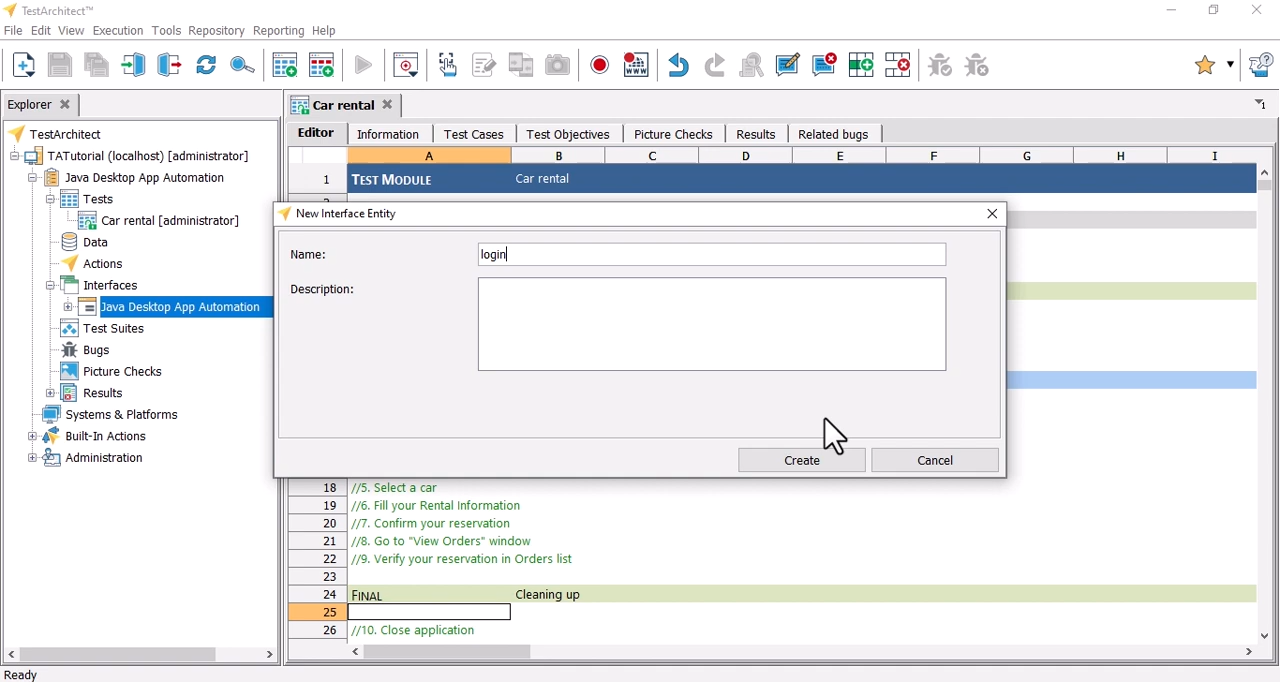 TestArchitect™
File Edit View Execution Tools Repository Reporting Help
Explorer
TestArchitect
TATutorial (localhost) [administrator]
Java Desktop App Automation
Tests
Car rental [administrator]
Data
Actions
Interfaces
Java Desktop App Automation
Test Suites
Bugs
Picture Checks
Results
Systems & Platforms
Built-In Actions
Administration
Car rental
Editor Information Test Cases Test Objectives Picture Checks Results Related bugs
A B C D E F G H I
1 TEST MODULE Car rental
New Interface Entity
Name: login
Description:
Create Cancel
18 //5. Select a car
19 //6. Fill your Rental Information
20 //7. Confirm your reservation
21 //8. Go to "View Orders" window
22 //9. Verify your reservation in Orders list
23
24 FINAL Cleaning up
25
26 //10. Close application
Ready